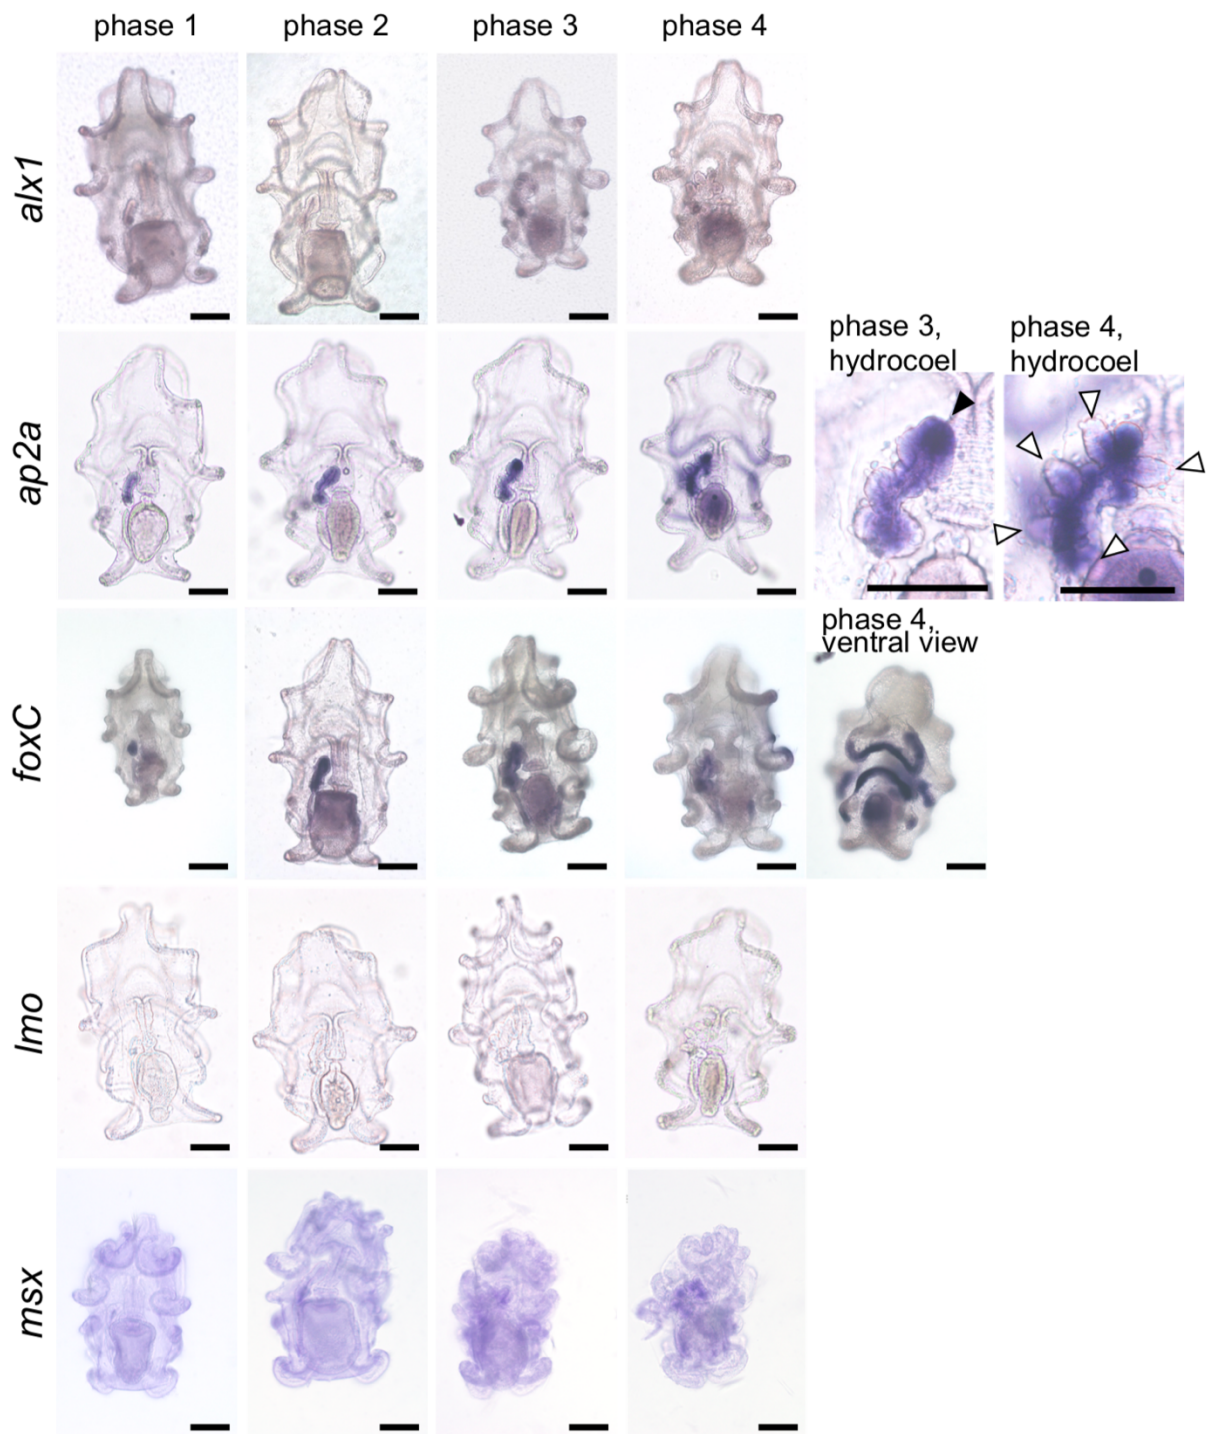 phase 1 phase 2 phase 3 phase 4
alx1
phase 3,
hydrocoel
phase 4,
hydrocoel
ap2a
phase 4,
ventral view
foxC
lmo
msx